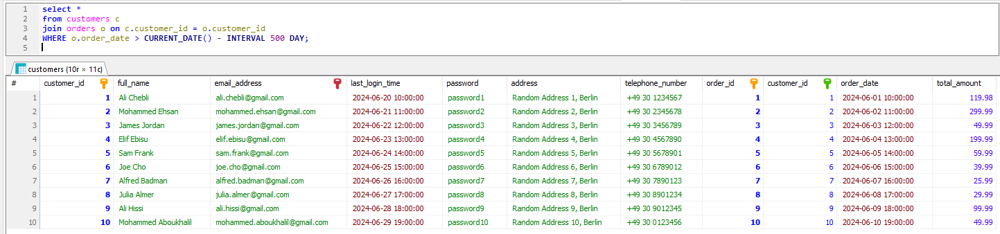 1 select *
2 from customers c
3 join orders o on c.customer_id = o.customer_id
4 WHERE o.order_date > CURRENT_DATE() - INTERVAL 500 DAY;
5
customers (10r × 11c)
# customer_id full_name email_address last_login_time password address telephone_number order_id customer_id order_date total_amount
1 1 Ali Chebli ali.chebli@gmail.com 2024-06-20 10:00:00 password1 Random Address 1, Berlin +49 30 1234567 1 1 2024-06-01 10:00:00 119.98
2 2 Mohammed Ehsan mohammed.ehsan@gmail.com 2024-06-21 11:00:00 password2 Random Address 2, Berlin +49 30 2345678 2 2 2024-06-02 11:00:00 299.99
3 3 James Jordan james.jordan@gmail.com 2024-06-22 12:00:00 password3 Random Address 3, Berlin +49 30 3456789 3 3 2024-06-03 12:00:00 49.99
4 4 Elif Ebisu elif.ebisu@gmail.com 2024-06-23 13:00:00 password4 Random Address 4, Berlin +49 30 4567890 4 4 2024-06-04 13:00:00 199.99
5 5 Sam Frank sam.frank@gmail.com 2024-06-24 14:00:00 password5 Random Address 5, Berlin +49 30 5678901 5 5 2024-06-05 14:00:00 59.99
6 6 Joe Cho joe.cho@gmail.com 2024-06-25 15:00:00 password6 Random Address 6, Berlin +49 30 6789012 6 6 2024-06-06 15:00:00 39.99
7 7 Alfred Badman alfred.badman@gmail.com 2024-06-26 16:00:00 password7 Random Address 7, Berlin +49 30 7890123 7 7 2024-06-07 16:00:00 25.99
8 8 Julia Almer julia.almer@gmail.com 2024-06-27 17:00:00 password8 Random Address 8, Berlin +49 30 8901234 8 8 2024-06-08 17:00:00 29.99
9 9 Ali Hissi ali.hissi@gmail.com 2024-06-28 18:00:00 password9 Random Address 9, Berlin +49 30 9012345 9 9 2024-06-09 18:00:00 99.99
10 10 Mohammed Aboukhalil mohammed.aboukhalil@gmail.com 2024-06-29 19:00:00 password10 Random Address 10, Berlin +49 30 0123456 10 10 2024-06-10 19:00:00 49.99